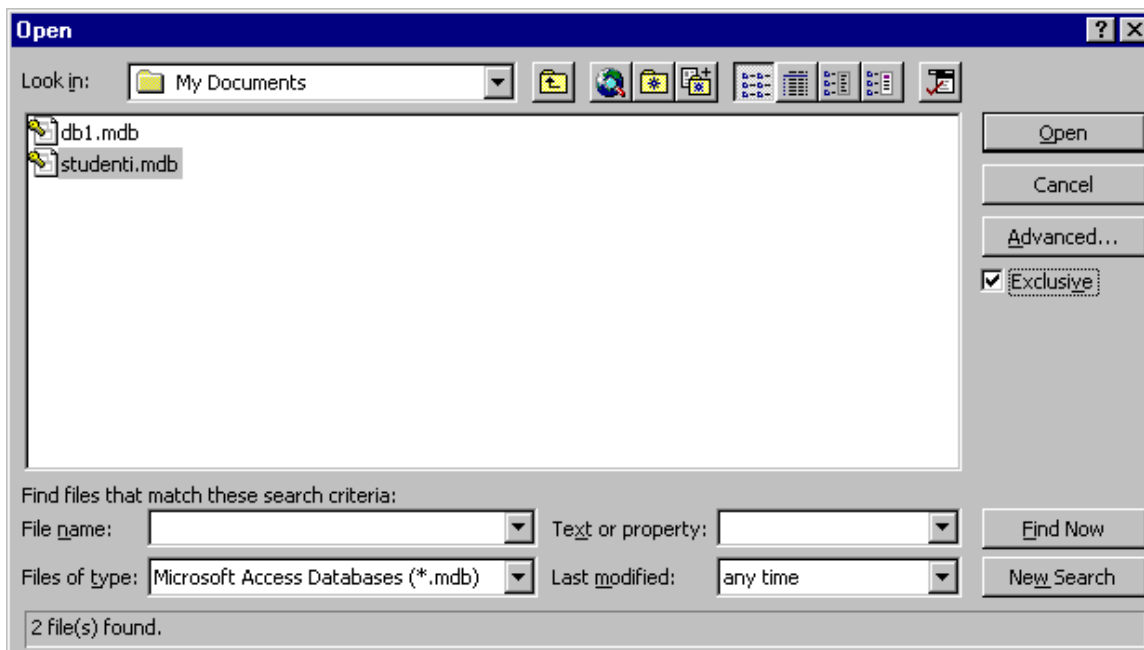 Open
Look in: My Documents
db1.mdb
studenti.mdb
Open
Cancel
Advanced...
Exclusive
Find files that match these search criteria:
File name: Text or property: Find Now
Files of type: Microsoft Access Databases (*.mdb) Last modified: any time New Search
2 file(s) found.